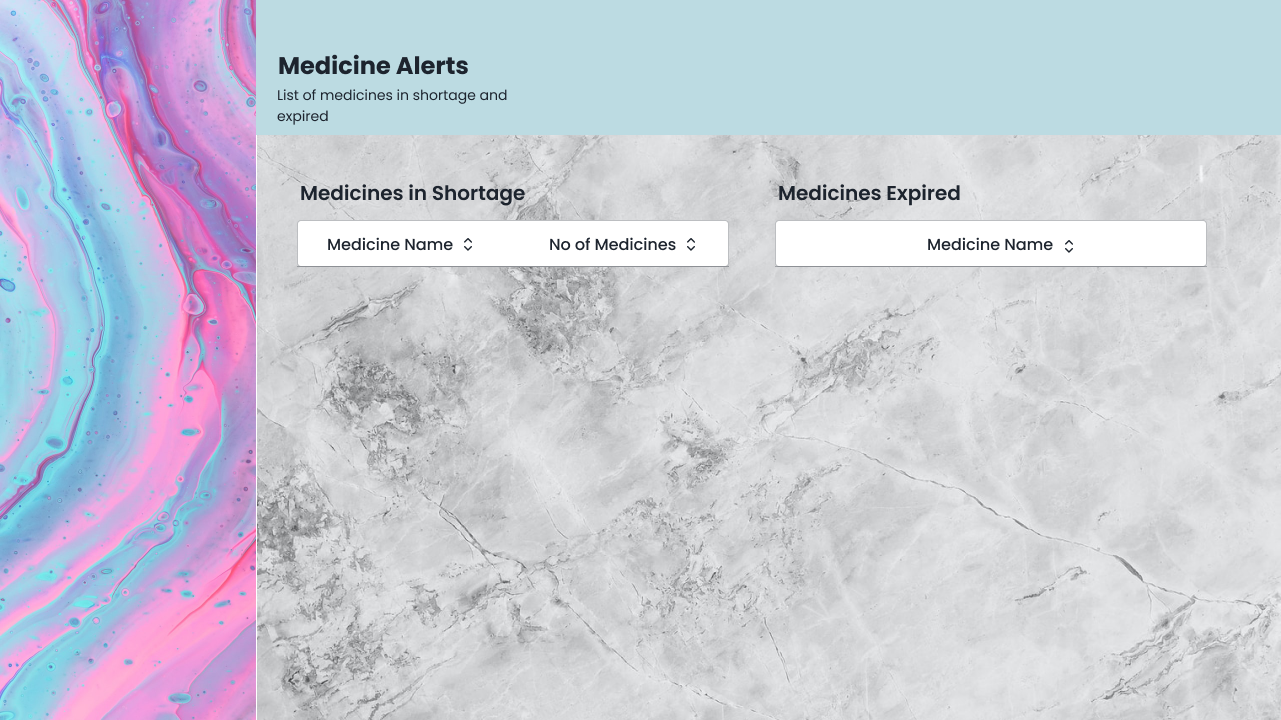 Medicine Alerts
List of medicines in shortage and
expired
Medicines in Shortage
Medicine Name
No of Medicines
Medicines Expired
Medicine Name